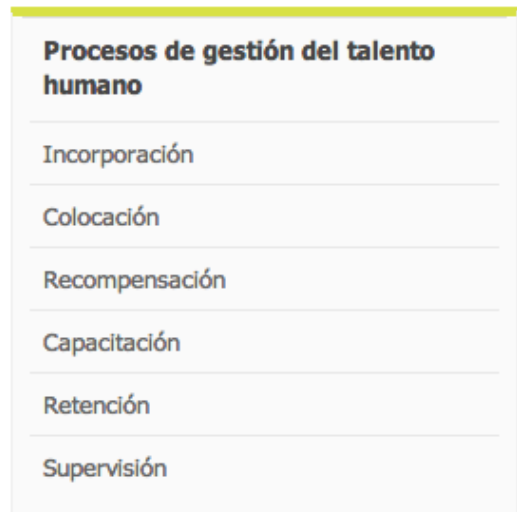 Procesos de gestión del talento
humano
Incorporación
Colocación
Recompensación
Capacitación
Retención
Supervisión